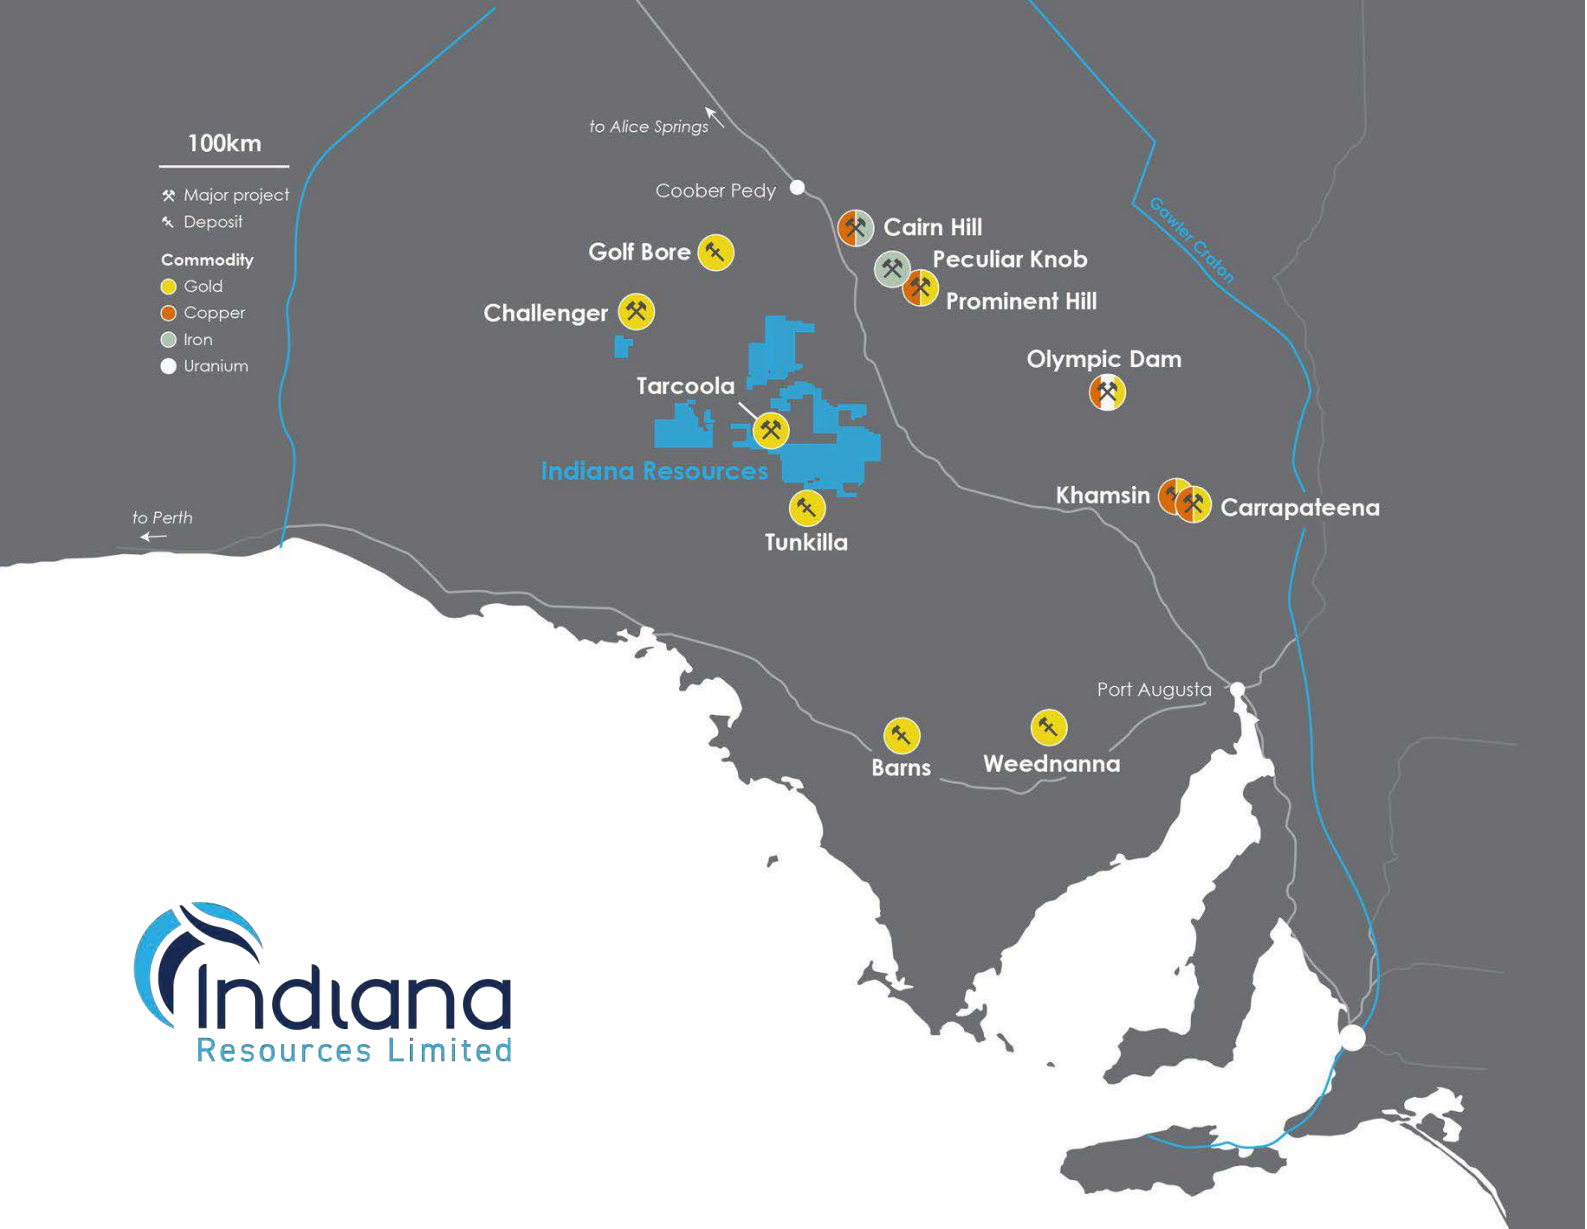 100km
Major project
Deposit
Commodity
Gold
Copper
Iron
Uranium
to Alice Springs
Coober Pedy
Cairn Hill
Golf Bore
Peculiar Knob
Prominent Hill
Challenger
Gawler Craton
Olympic Dam
Tarcoola
Indiana Resources
Khamsin
Carrapateena
to Perth
Tunkilla
Port Augusta
Barns
Weednanna
Indiana
Resources Limited